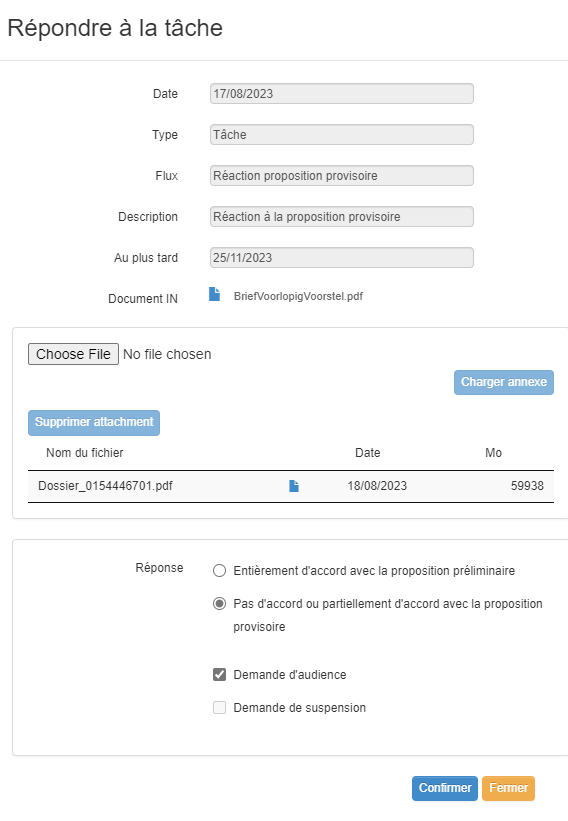 Répondre à la tâche
Date 17/08/2023
Type Tâche
Flux Réaction proposition provisoire
Description Réaction à la proposition provisoire
Au plus tard 25/11/2023
Document IN BriefVoorlopigVoorstel.pdf
Choose File No file chosen
Charger annexe
Supprimer attachment
Nom du fichier Date Mo
Dossier_0154446701.pdf 18/08/2023 59938
Réponse Entièrement d'accord avec la proposition préliminaire
Pas d'accord ou partiellement d'accord avec la proposition
provisoire
Demande d'audience
Demande de suspension
Confirmer Fermer